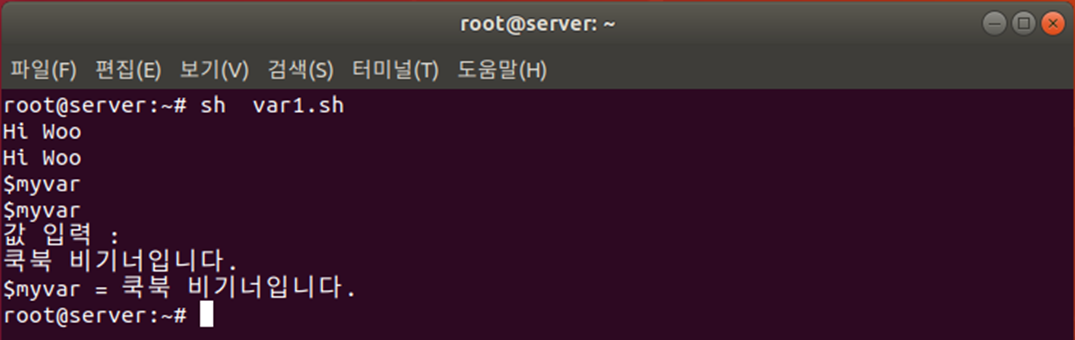 root@server: ~
파일(F) 편집(E) 보기(V) 검색(S) 터미널(T) 도움말(H)
root@server:~# sh  var1.sh
Hi Woo
Hi Woo
$myvar
$myvar
값 입력 :
쿡북 비기너입니다.
$myvar = 쿡북 비기너입니다.
root@server:~#